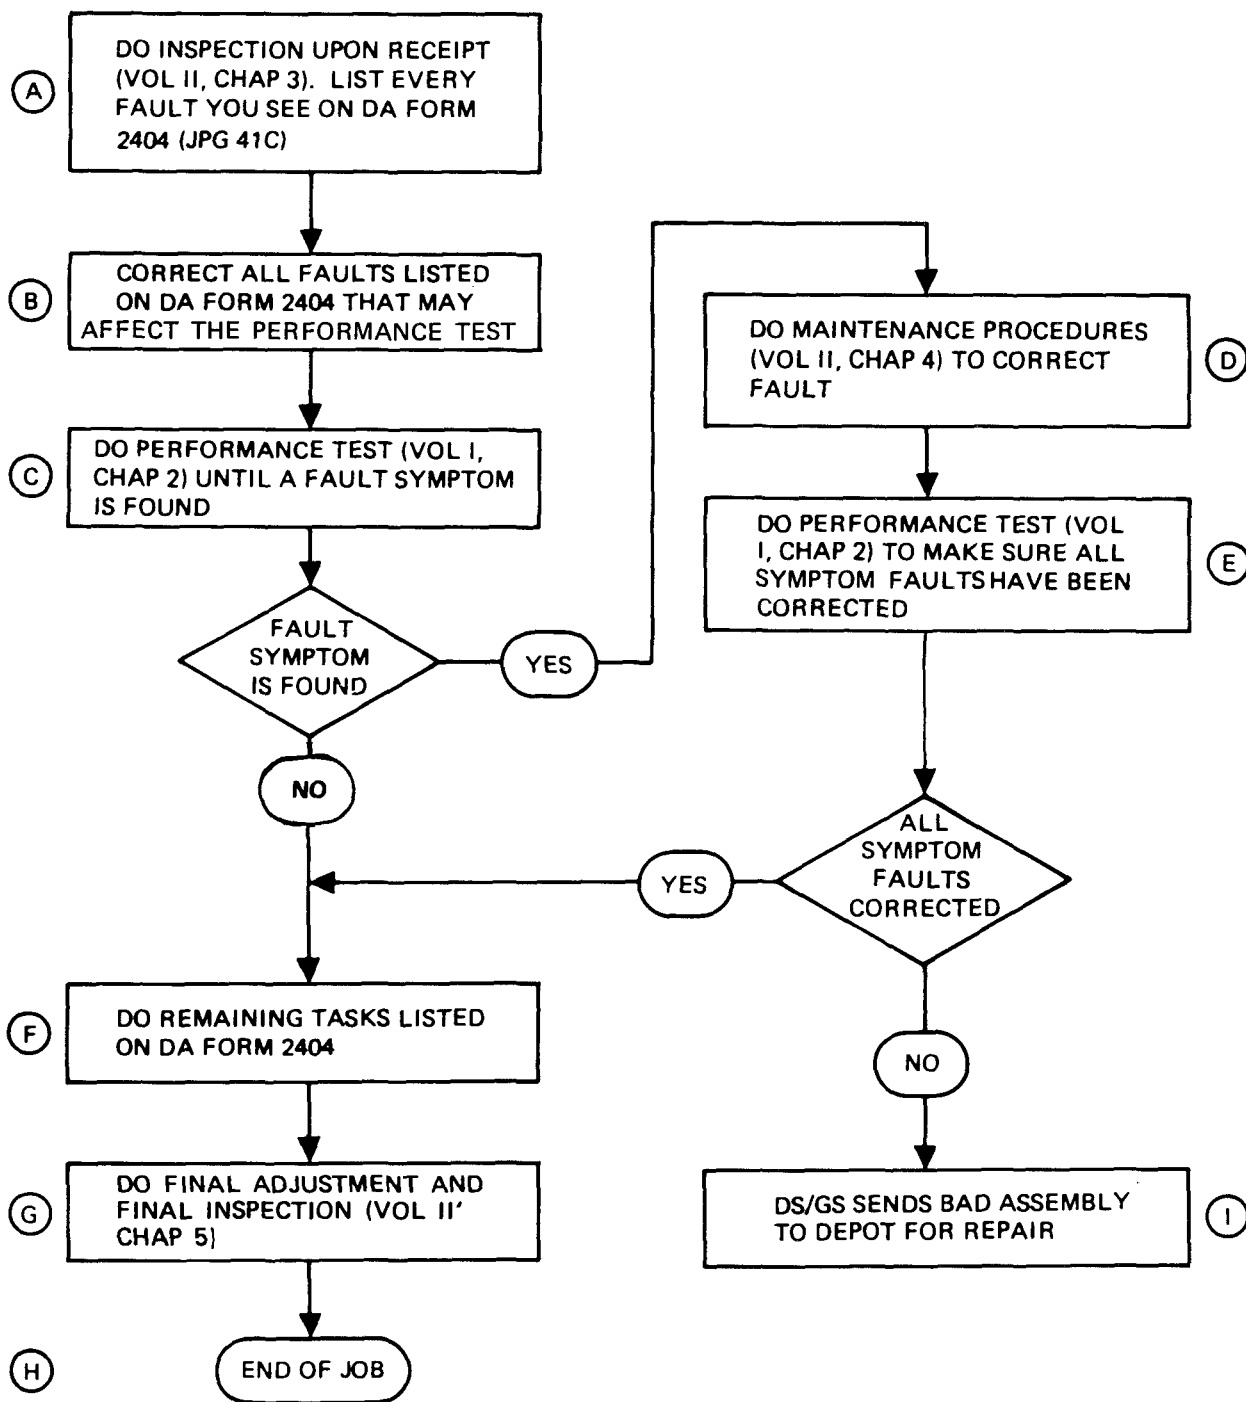 A
DO INSPECTION UPON RECEIPT
(VOL II, CHAP 3). LIST EVERY
FAULT YOU SEE ON DA FORM
2404 (JPG 41C)
B
CORRECT ALL FAULTS LISTED
ON DA FORM 2404 THAT MAY
AFFECT THE PERFORMANCE TEST
C
DO PERFORMANCE TEST (VOL I,
CHAP 2) UNTIL A FAULT SYMPTOM
IS FOUND
FAULT
SYMPTOM
IS FOUND
YES
NO
D
DO MAINTENANCE PROCEDURES
(VOL II, CHAP 4) TO CORRECT
FAULT
E
DO PERFORMANCE TEST (VOL
I, CHAP 2) TO MAKE SURE ALL
SYMPTOM FAULTS HAVE BEEN
CORRECTED
ALL
SYMPTOM
FAULTS
CORRECTED
YES
NO
F
DO REMAINING TASKS LISTED
ON DA FORM 2404
G
DO FINAL ADJUSTMENT AND
FINAL INSPECTION (VOL II'
CHAP 5)
H
END OF JOB
I
DS/GS SENDS BAD ASSEMBLY
TO DEPOT FOR REPAIR